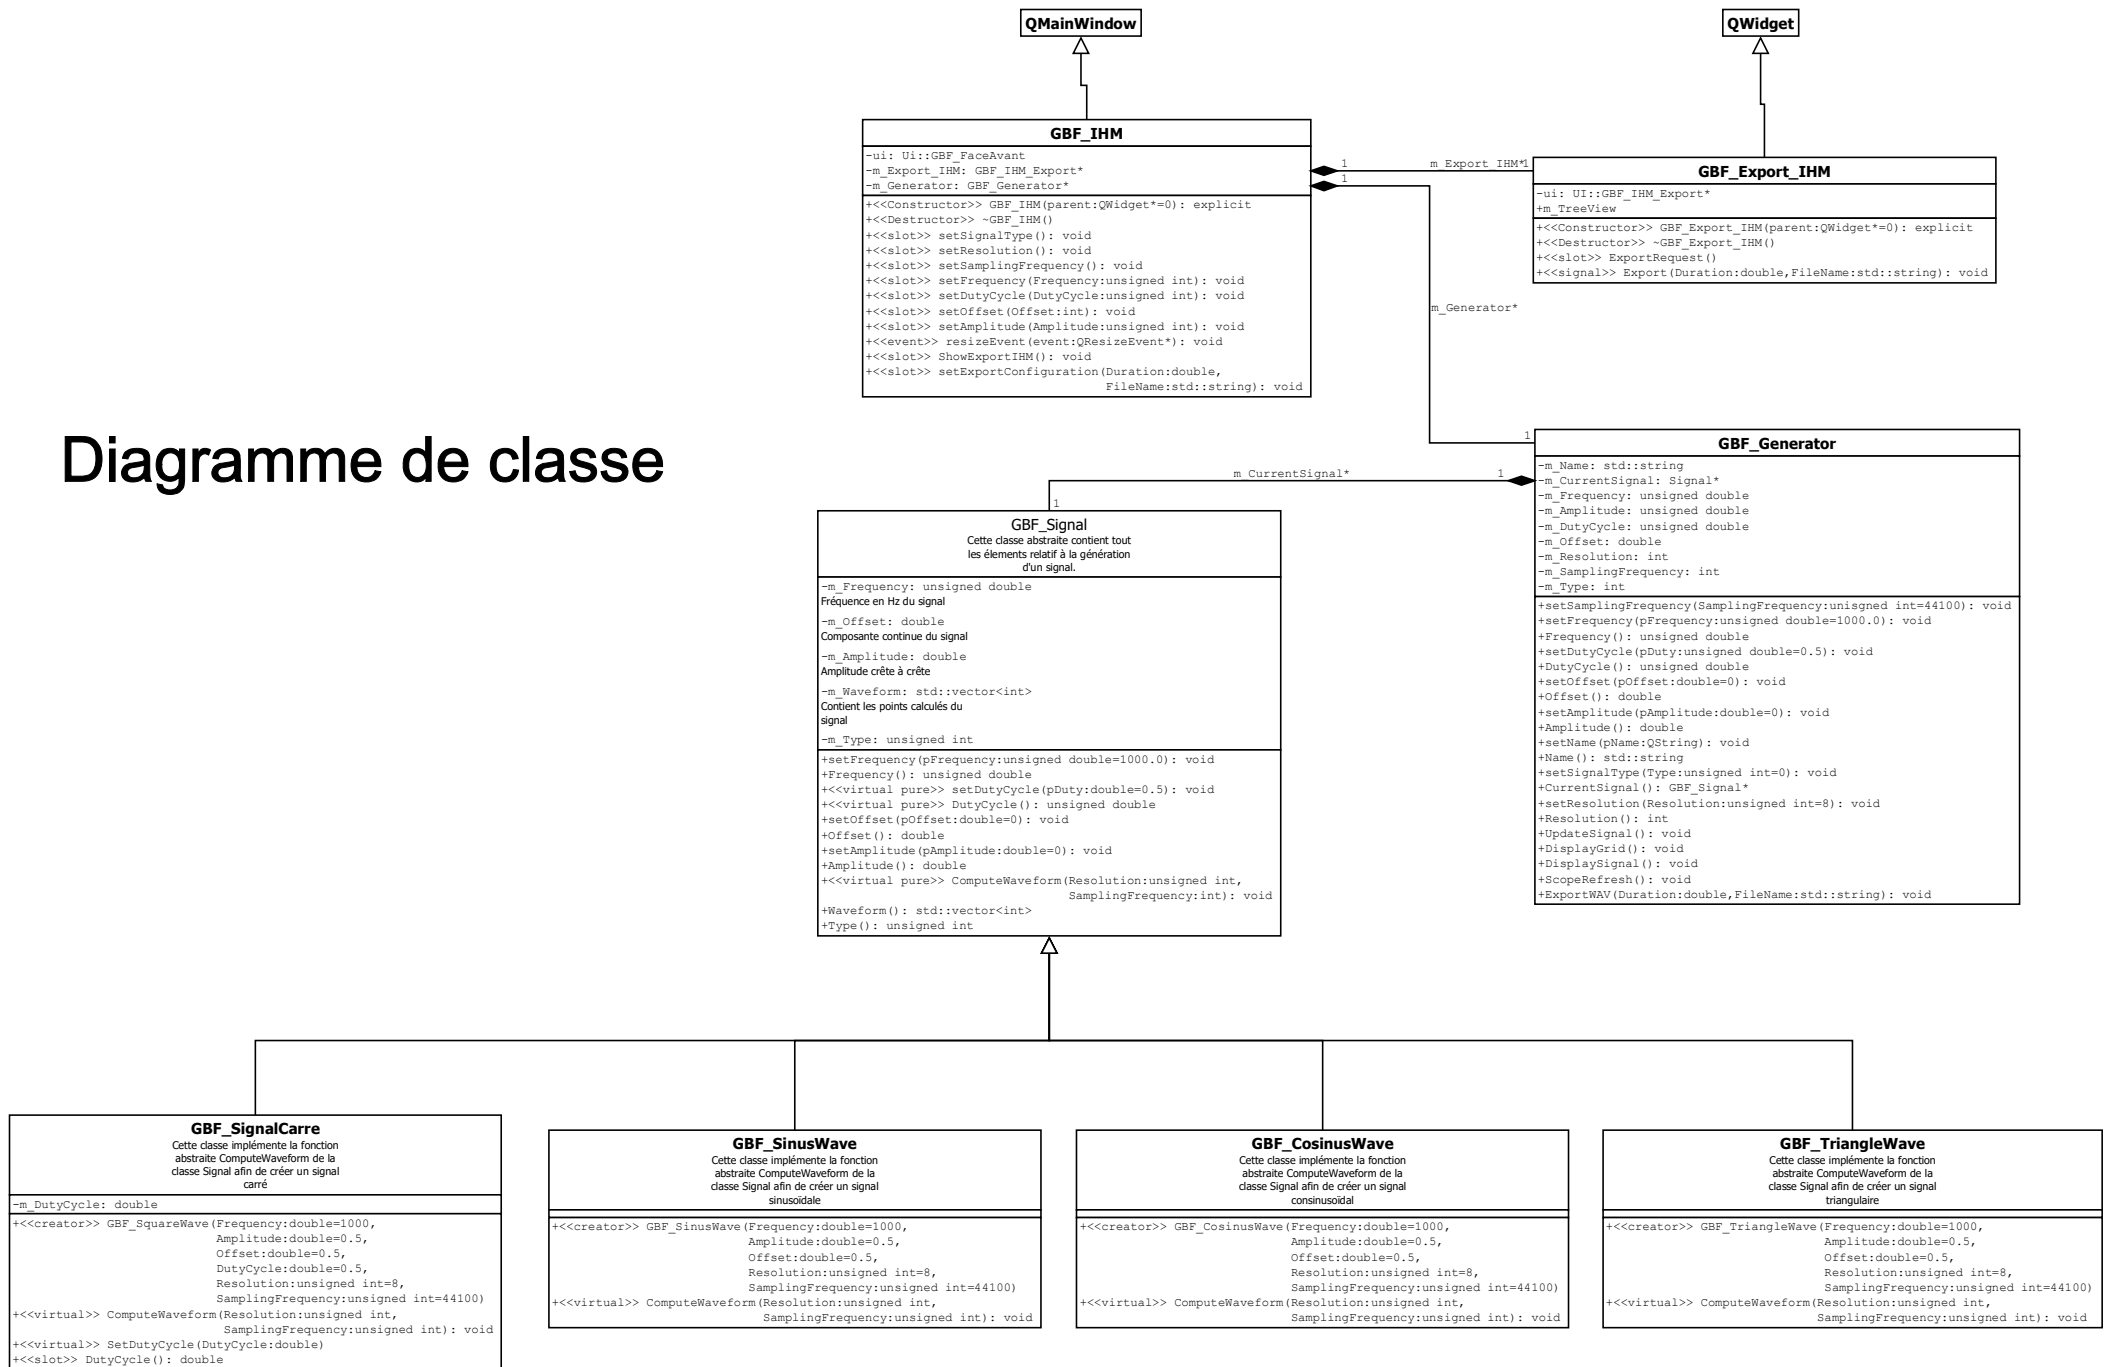 QMainWindow
QWidget
GBF_IHM
-ui: Ui::GBF_FaceAvant
-m_Export_IHM: GBF_IHM_Export*
-m_Generator: GBF_Generator*
+<<Constructor>> GBF_IHM(parent:QWidget*=0): explicit
+<<Destructor>> ~GBF_IHM()
+<<slot>> setSignalType(): void
+<<slot>> setResolution(): void
+<<slot>> setSamplingFrequency(): void
+<<slot>> setFrequency(Frequency:unsigned int): void
+<<slot>> setDutyCycle(DutyCycle:unsigned int): void
+<<slot>> setOffset(Offset:int): void
+<<slot>> setAmplitude(Amplitude:unsigned int): void
+<<event>> resizeEvent(event:QResizeEvent*): void
+<<slot>> ShowExportIHM(): void
+<<slot>> setExportConfiguration(Duration:double,
FileName:std::string): void
1 m_Export_IHM* 1
1
m_Generator*
1
GBF_Export_IHM
-ui: UI::GBF_IHM_Export*
+m_TreeView
+<<Constructor>> GBF_Export_IHM(parent:QWidget*=0): explicit
+<<Destructor>> ~GBF_Export_IHM()
+<<slot>> ExportRequest()
+<<signal>> Export(Duration:double,FileName:std::string): void
Diagramme de classe
GBF_Generator
-m_Name: std::string
-m_CurrentSignal: Signal*
-m_Frequency: unsigned double
-m_Amplitude: unsigned double
-m_DutyCycle: unsigned double
-m_Offset: double
-m_Resolution: int
-m_SamplingFrequency: int
-m_Type: int
+setSamplingFrequency(SamplingFrequency:unisgned int=44100): void
+setFrequency(pFrequency:unsigned double=1000.0): void
+Frequency(): unsigned double
+setDutyCycle(pDuty:unsigned double=0.5): void
+DutyCycle(): unsigned double
+setOffset(pOffset:double=0): void
+Offset(): double
+setAmplitude(pAmplitude:double=0): void
+Amplitude(): double
+setName(pName:QString): void
+Name(): std::string
+setSignalType(Type:unsigned int=0): void
+CurrentSignal(): GBF_Signal*
+setResolution(Resolution:unsigned int=8): void
+Resolution(): int
+UpdateSignal(): void
+DisplayGrid(): void
+DisplaySignal(): void
+ScopeRefresh(): void
+ExportWAV(Duration:double,FileName:std::string): void
m_CurrentSignal* 1
1
GBF_Signal
Cette classe abstraite contient tout
les élements relatif à la génération
d'un signal.
-m_Frequency: unsigned double
Fréquence en Hz du signal
-m_Offset: double
Composante continue du signal
-m_Amplitude: double
Amplitude crête à crête
-m_Waveform: std::vector<int>
Contient les points calculés du
signal
-m_Type: unsigned int
+setFrequency(pFrequency:unsigned double=1000.0): void
+Frequency(): unsigned double
+<<virtual pure>> setDutyCycle(pDuty:double=0.5): void
+<<virtual pure>> DutyCycle(): unsigned double
+setOffset(pOffset:double=0): void
+Offset(): double
+setAmplitude(pAmplitude:double=0): void
+Amplitude(): double
+<<virtual pure>> ComputeWaveform(Resolution:unsigned int,
SamplingFrequency:int): void
+Waveform(): std::vector<int>
+Type(): unsigned int
GBF_SignalCarre
Cette classe implémente la fonction
abstraite ComputeWaveform de la
classe Signal afin de créer un signal
carré
-m_DutyCycle: double
+<<creator>> GBF_SquareWave(Frequency:double=1000,
Amplitude:double=0.5,
Offset:double=0.5,
DutyCycle:double=0.5,
Resolution:unsigned int=8,
SamplingFrequency:unsigned int=44100)
+<<virtual>> ComputeWaveform(Resolution:unsigned int,
SamplingFrequency:unsigned int): void
+<<virtual>> SetDutyCycle(DutyCycle:double)
+<<slot>> DutyCycle(): double
GBF_SinusWave
Cette classe implémente la fonction
abstraite ComputeWaveform de la
classe Signal afin de créer un signal
sinusoïdale
+<<creator>> GBF_SinusWave(Frequency:double=1000,
Amplitude:double=0.5,
Offset:double=0.5,
Resolution:unsigned int=8,
SamplingFrequency:unsigned int=44100)
+<<virtual>> ComputeWaveform(Resolution:unsigned int,
SamplingFrequency:unsigned int): void
GBF_CosinusWave
Cette classe implémente la fonction
abstraite ComputeWaveform de la
classe Signal afin de créer un signal
consinusoïdal
+<<creator>> GBF_CosinusWave(Frequency:double=1000,
Amplitude:double=0.5,
Offset:double=0.5,
Resolution:unsigned int=8,
SamplingFrequency:unsigned int=44100)
+<<virtual>> ComputeWaveform(Resolution:unsigned int,
SamplingFrequency:unsigned int): void
GBF_TriangleWave
Cette classe implémente la fonction
abstraite ComputeWaveform de la
classe Signal afin de créer un signal
triangulaire
+<<creator>> GBF_TriangleWave(Frequency:double=1000,
Amplitude:double=0.5,
Offset:double=0.5,
Resolution:unsigned int=8,
SamplingFrequency:unsigned int=44100)
+<<virtual>> ComputeWaveform(Resolution:unsigned int,
SamplingFrequency:unsigned int): void